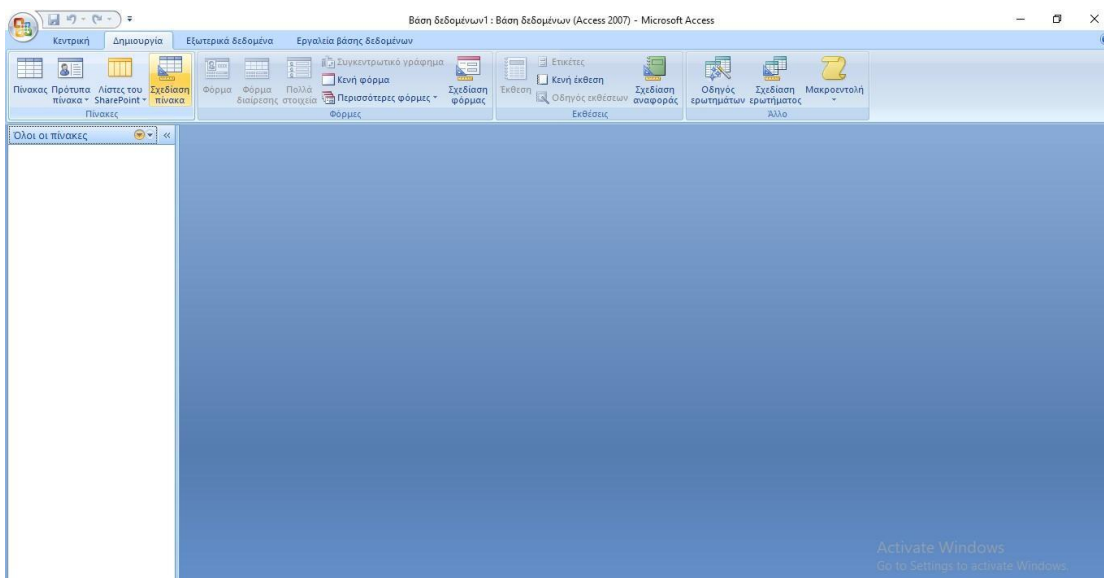 Βάση δεδομένων1 : Βάση δεδομένων (Access 2007) - Microsoft Access
Κεντρική Δημιουργία Εξωτερικά δεδομένα Εργαλεία βάσης δεδομένων
Πίνακας
Πρότυπα
πίνακα
Λίστες του
SharePoint
Σχεδίαση
πίνακα
Πίνακες
Φόρμα
Φόρμα
διαίρεσης
Πολλά
στοιχεία
Συγκεντρωτικό γράφημα
Κενή φόρμα
Περισσότερες φόρμες
Σχεδίαση
φόρμας
Φόρμες
Έκθεση
Ετικέτες
Κενή έκθεση
Οδηγός εκθέσεων
Σχεδίαση
αναφοράς
Εκθέσεις
Οδηγός
ερωτημάτων
Σχεδίαση
ερωτήματος
Μακροεντολή
Άλλο
Όλοι οι πίνακες
Activate Windows
Go to Settings to activate Windows.